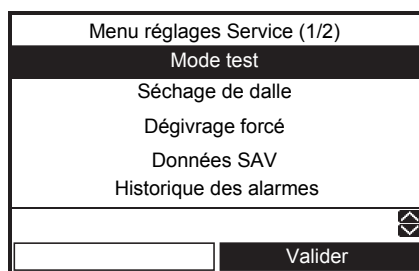 Menu réglages Service (1/2)
Mode test
Séchage de dalle
Dégivrage forcé
Données SAV
Historique des alarmes
Valider